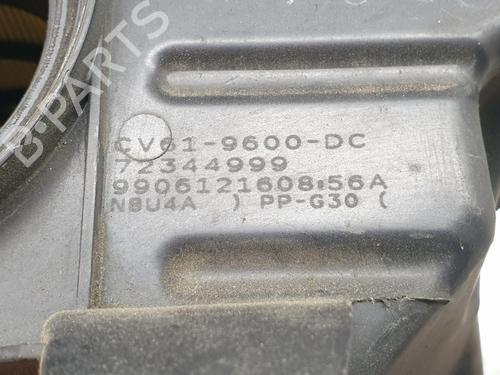 B-PARTS
CV61-9600-DC
72344999
9906121608:56A
N8U4A ) PP-G30 (